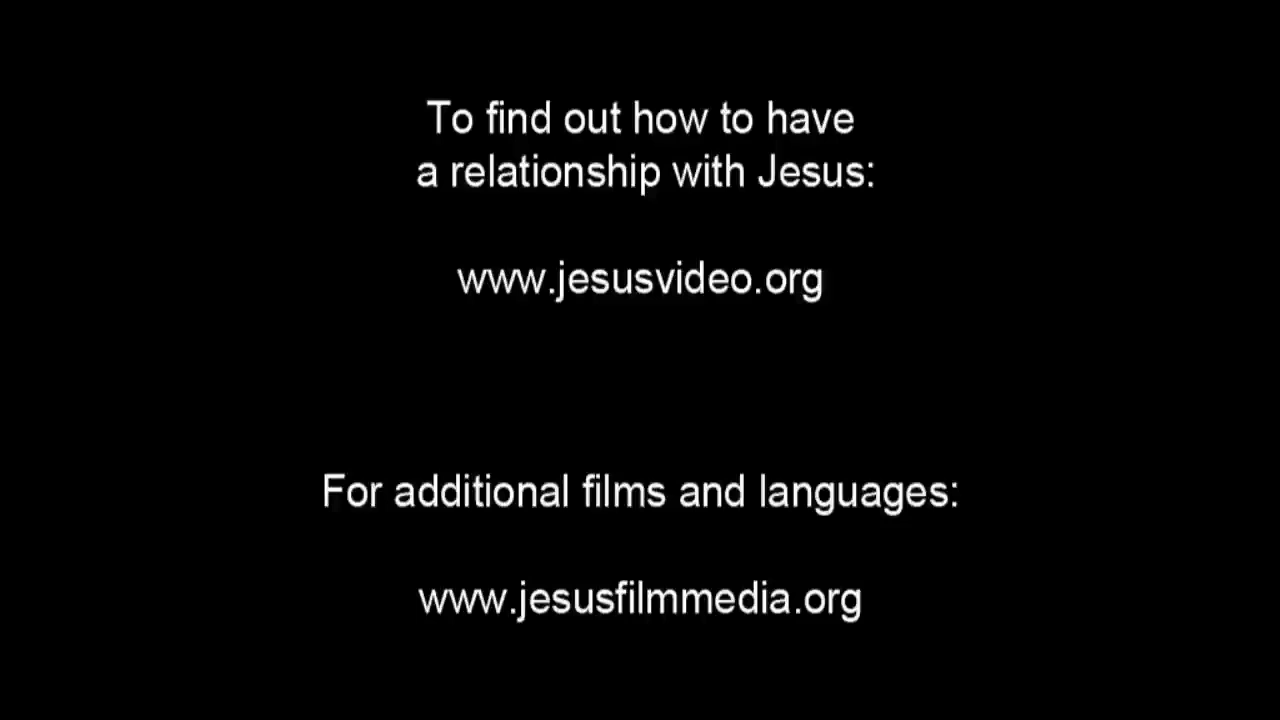 To find out how to have
a relationship with Jesus:
www.jesusvideo.org
For additional films and languages:
www.jesusfilmmedia.org